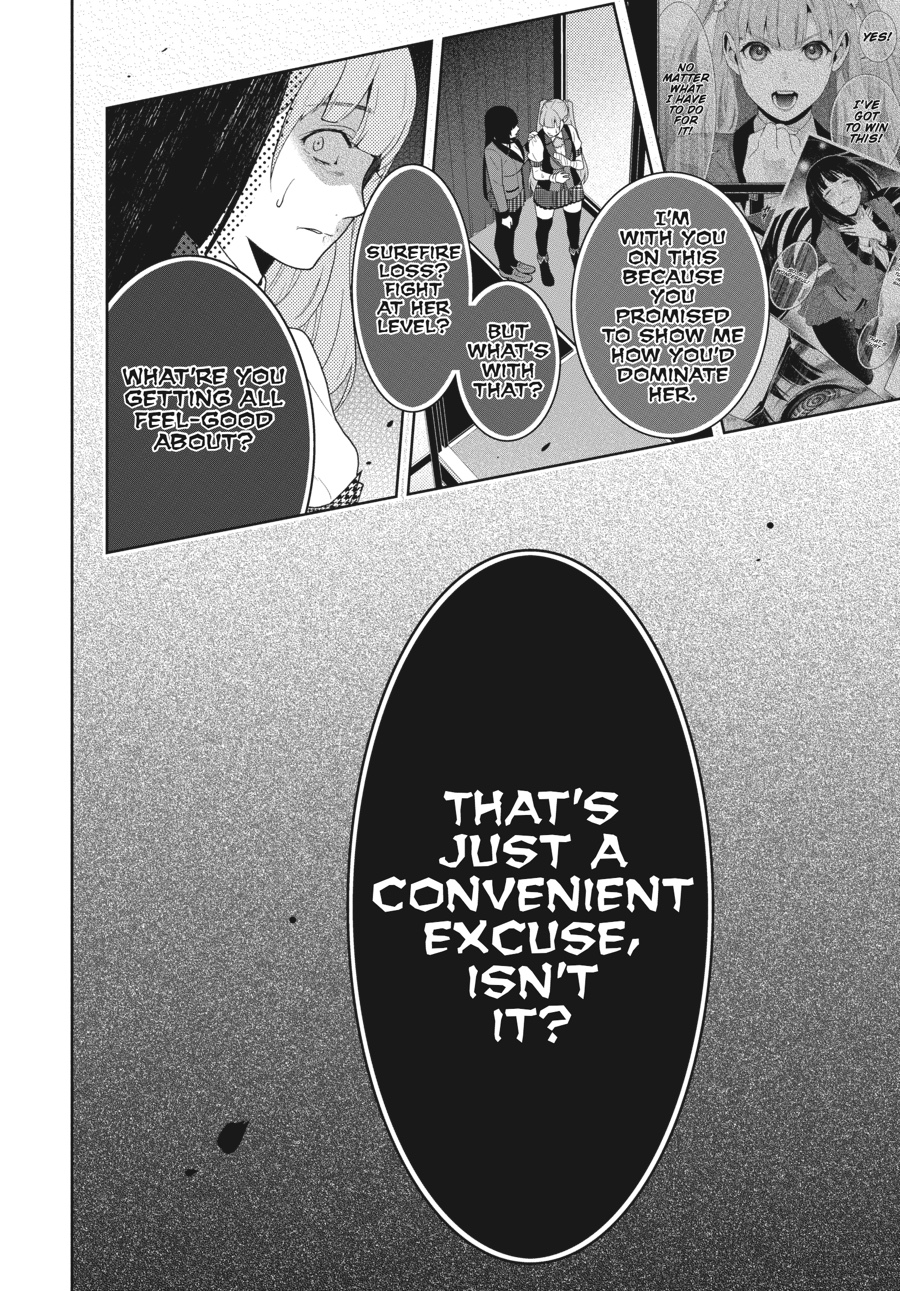 YES!
I'VE
GOT
TO WIN
THIS!
NO
MATTER
WHAT
I HAVE
TO DO
FOR
IT!
I'M
WITH YOU
ON THIS
BECAUSE
YOU
PROMISED
TO SHOW ME
HOW YOU'D
DOMINATE
HER.
BUT
WHAT'S
WITH
THAT?
SUREFIRE
LOSS?
FIGHT
AT HER
LEVEL?
WHAT'RE YOU
GETTING ALL
FEEL-GOOD
ABOUT?
THAT'S
JUST A
CONVENIENT
EXCUSE,
ISN'T
IT?